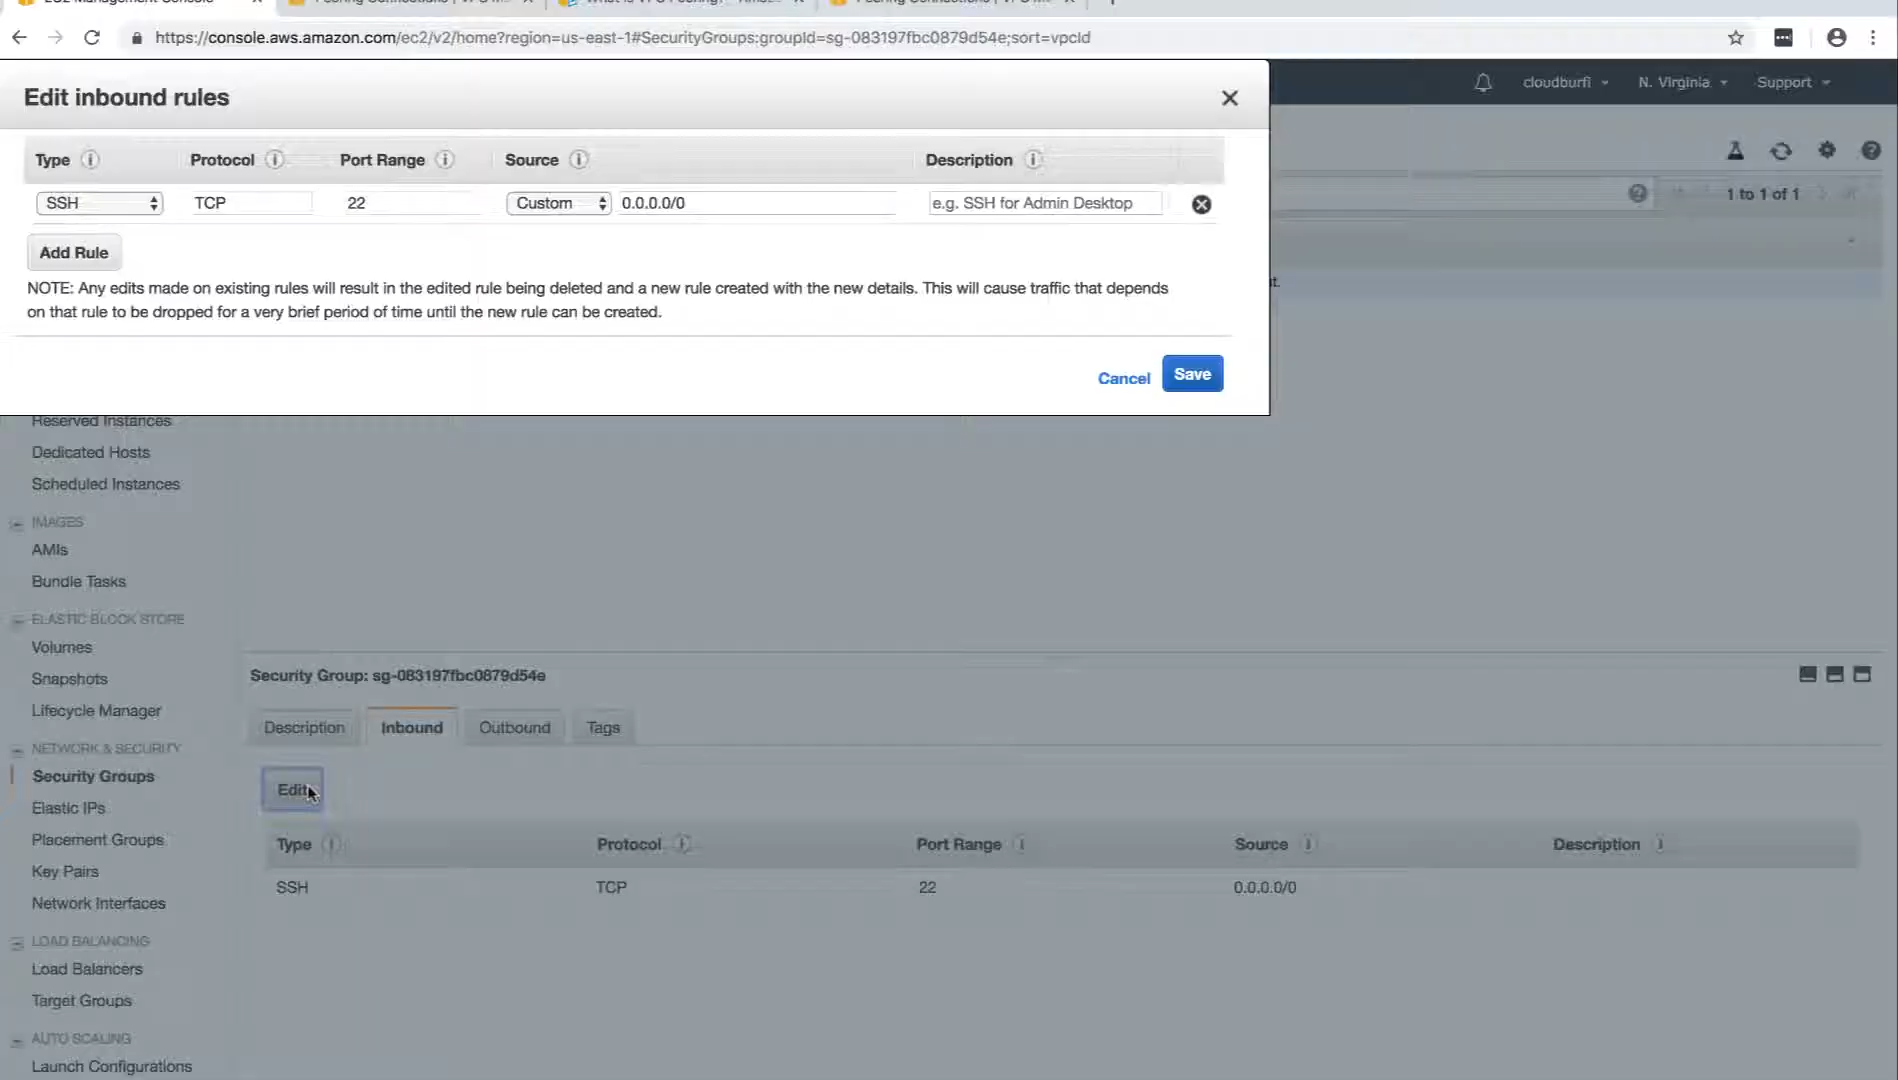 https://console.aws.amazon.com/ec2/v2/home?region=us-east-1#SecurityGroups:groupId=sg-083197fbc0879d54e;sort=vpcId
Edit inbound rules
cloudburfi
N. Virginia
Support
Type Protocol Port Range Source Description
SSH TCP 22 Custom 0.0.0.0/0 e.g. SSH for Admin Desktop
1 to 1 of 1
Add Rule
NOTE: Any edits made on existing rules will result in the edited rule being deleted and a new rule created with the new details. This will cause traffic that depends
on that rule to be dropped for a very brief period of time until the new rule can be created.
Cancel Save
Reserved Instances
Dedicated Hosts
Scheduled Instances
IMAGES
AMIs
Bundle Tasks
ELASTIC BLOCK STORE
Volumes
Snapshots
Lifecycle Manager
NETWORK & SECURITY
Security Groups
Elastic IPs
Placement Groups
Key Pairs
Network Interfaces
LOAD BALANCING
Load Balancers
Target Groups
AUTO SCALING
Launch Configurations
Security Group: sg-083197fbc0879d54e
Description Inbound Outbound Tags
Edit
Type Protocol Port Range Source Description
SSH TCP 22 0.0.0.0/0